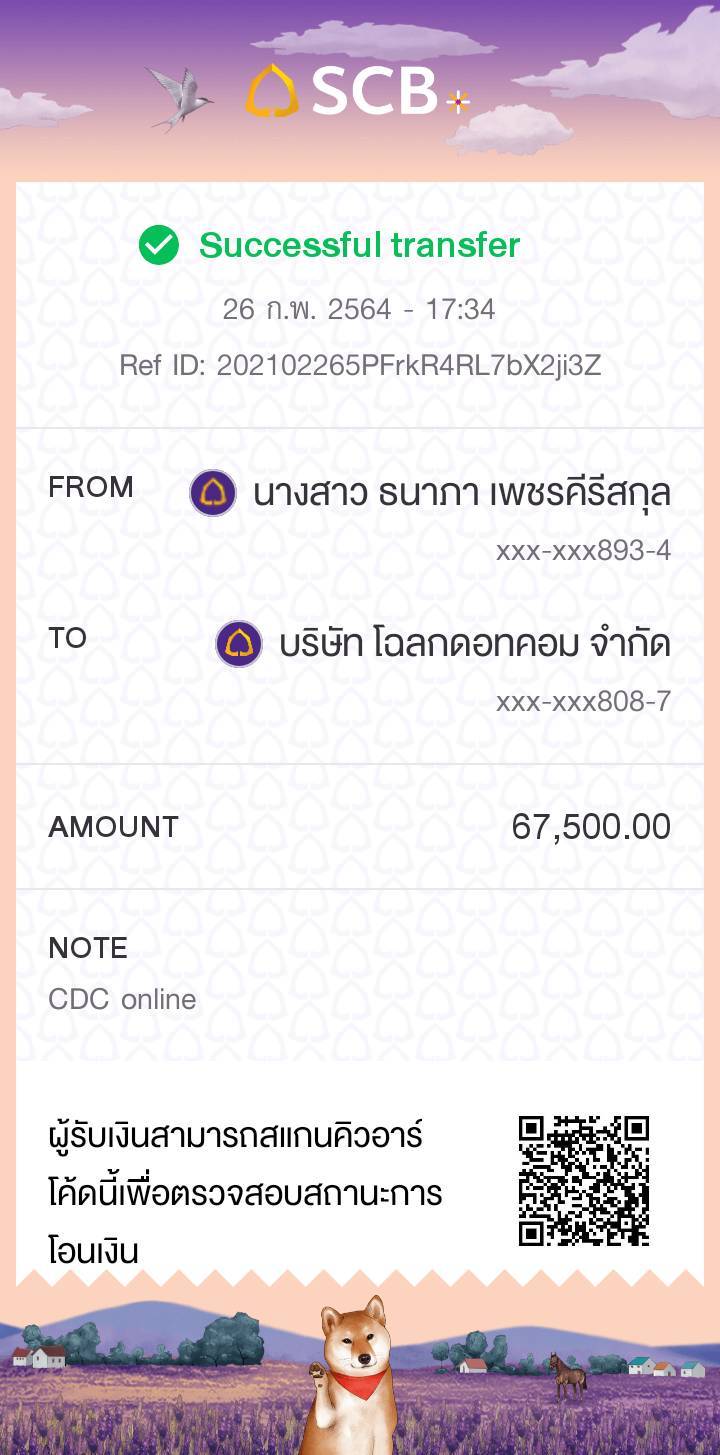 SCB
Successful transfer
26 ก.พ. 2564 - 17:34
Ref ID: 202102265PFrkR4RL7bX2ji3Z
FROM นางสาว ธนาภา เพชรคีรีสกุล
xxx-xxx893-4
TO บริษัท โฉลกดอทคอม จำกัด
xxx-xxx808-7
AMOUNT 67,500.00
NOTE
CDC online
ผู้รับเงินสามารถสแกนคิวอาร์
โค้ดนี้เพื่อตรวจสอบสถานะการ
โอนเงิน